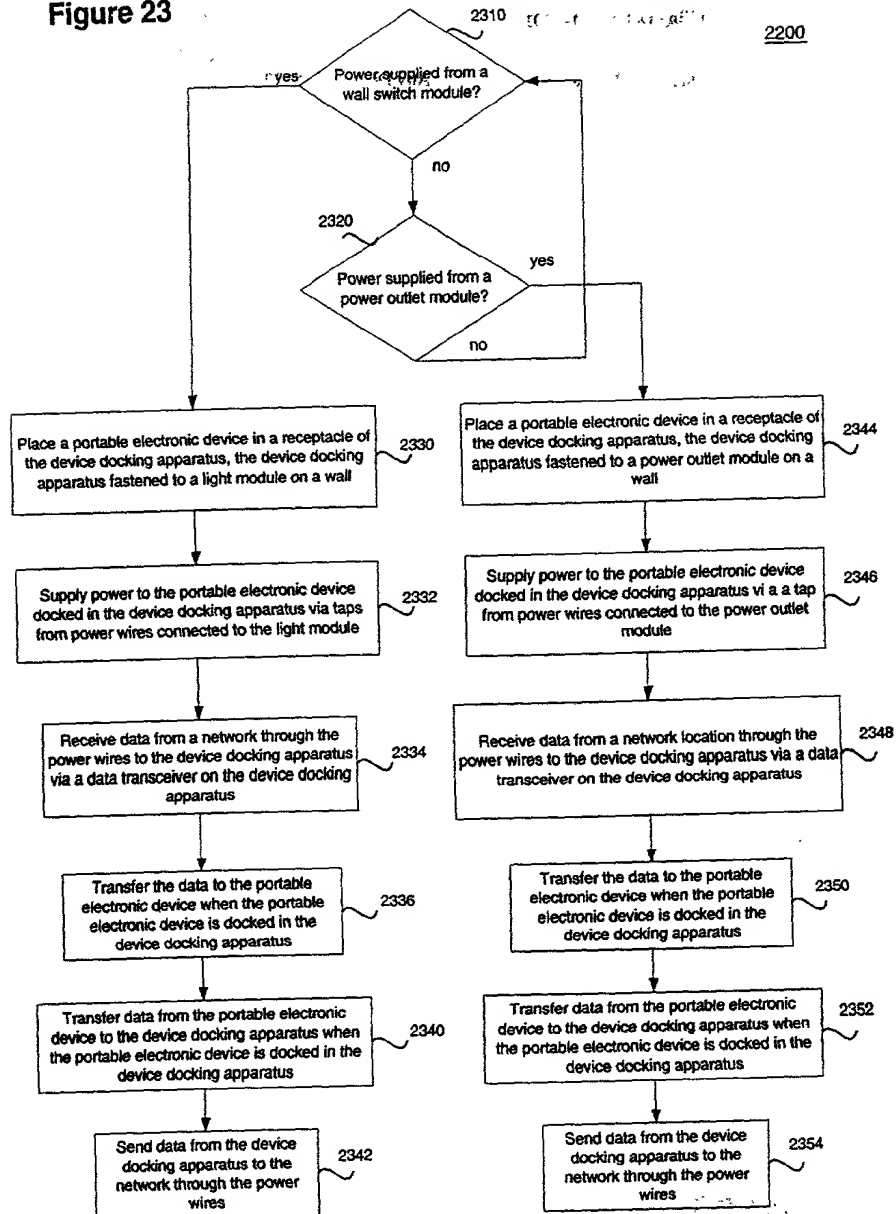 Figure 23
2310
2200
yes
Power supplied from a
wall switch module?
no
2320
yes
Power supplied from a
power outlet module?
no
Place a portable electronic device in a receptacle of
the device docking apparatus, the device docking
apparatus fastened to a light module on a wall
2330
Supply power to the portable electronic device
docked in the device docking apparatus via taps
from power wires connected to the light module
2332
Receive data from a network through the
power wires to the device docking apparatus
via a data transceiver on the device docking
apparatus
2334
Transfer the data to the portable
electronic device when the portable
electronic device is docked in the
device docking apparatus
2336
Transfer data from the portable electronic
device to the device docking apparatus when
the portable electronic device is docked in the
device docking apparatus
2340
Send data from the device
docking apparatus to the
network through the power
wires
2342
Place a portable electronic device in a receptacle of
the device docking apparatus, the device docking
apparatus fastened to a power outlet module on a
wall
2344
Supply power to the portable electronic device
docked in the device docking apparatus vi a a tap
from power wires connected to the power outlet
module
2346
Receive data from a network location through the
power wires to the device docking apparatus via a data
transceiver on the device docking apparatus
2348
Transfer the data to the portable
electronic device when the portable
electronic device is docked in the
device docking apparatus
2350
Transfer data from the portable electronic
device to the device docking apparatus when
the portable electronic device is docked in the
device docking apparatus
2352
Send data from the device
docking apparatus to the
network through the power
wires
2354